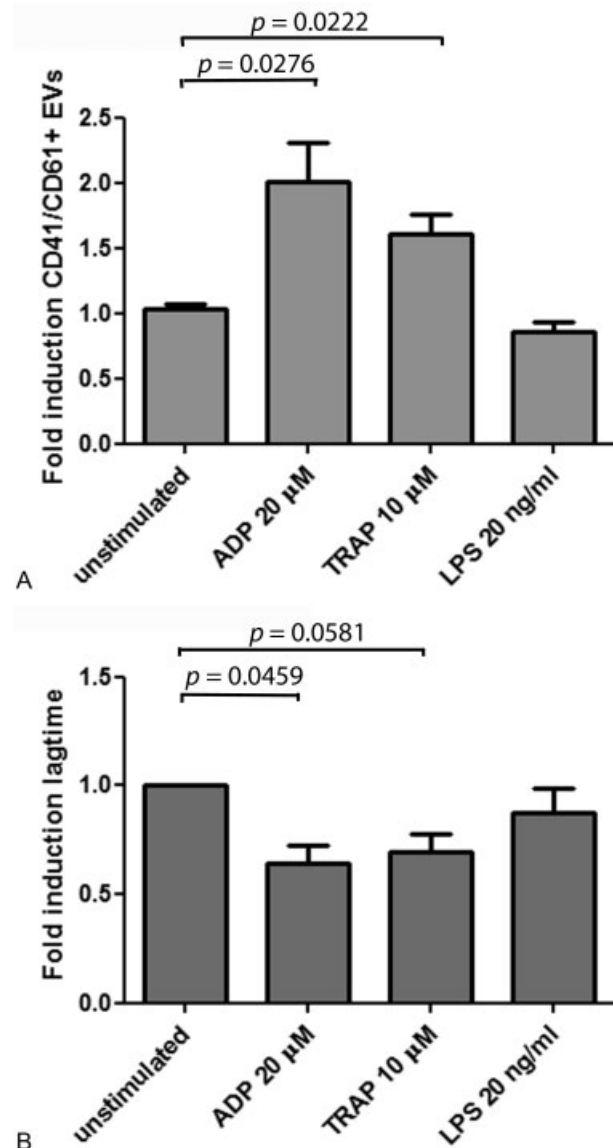 p = 0.0222
p = 0.0276
Fold induction CD41/CD61+ EVs
2.5
2.0
1.5
1.0
0.5
0.0
unstimulated
ADP 20 µM
TRAP 10 µM
LPS 20 ng/ml
A
p = 0.0581
p = 0.0459
Fold induction lagtime
1.5
1.0
0.5
0.0
unstimulated
ADP 20 µM
TRAP 10 µM
LPS 20 ng/ml
B